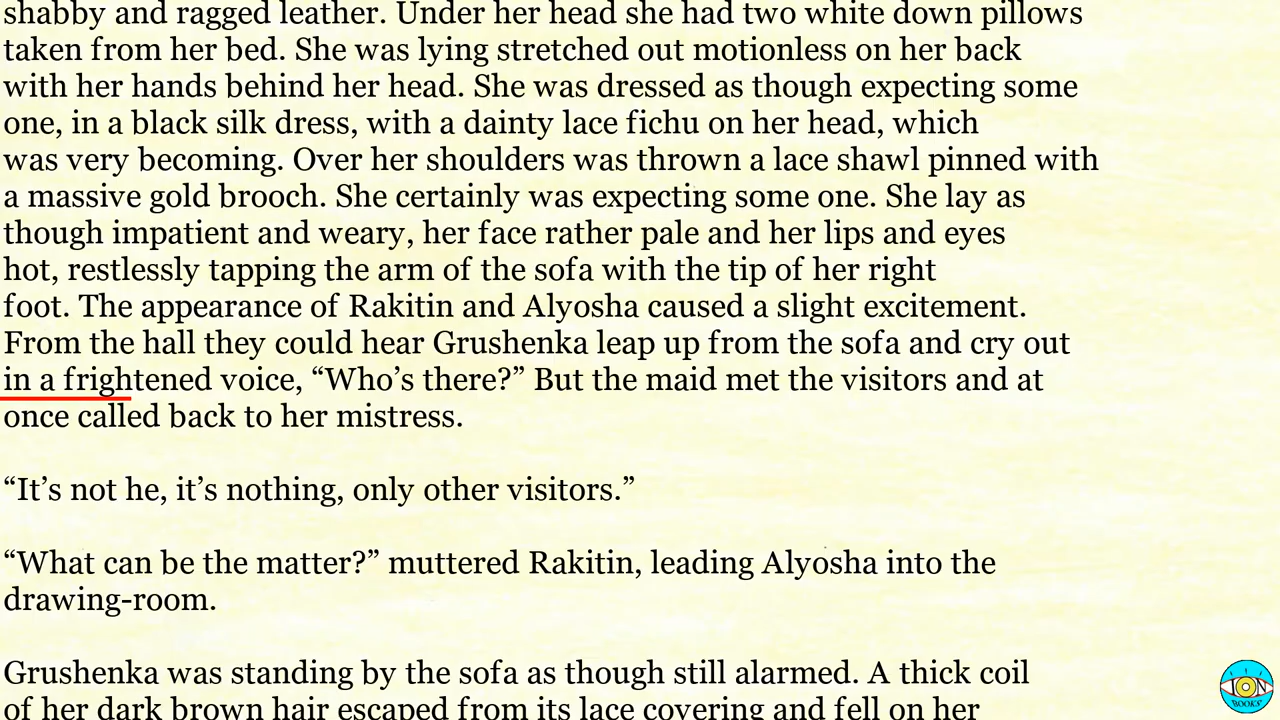 shabby and ragged leather. Under her head she had two white down pillows
taken from her bed. She was lying stretched out motionless on her back
with her hands behind her head. She was dressed as though expecting some
one, in a black silk dress, with a dainty lace fichu on her head, which
was very becoming. Over her shoulders was thrown a lace shawl pinned with
a massive gold brooch. She certainly was expecting some one. She lay as
though impatient and weary, her face rather pale and her lips and eyes
hot, restlessly tapping the arm of the sofa with the tip of her right
foot. The appearance of Rakitin and Alyosha caused a slight excitement.
From the hall they could hear Grushenka leap up from the sofa and cry out
in a frightened voice, “Who’s there?” But the maid met the visitors and at
once called back to her mistress.
“It’s not he, it’s nothing, only other visitors.”
“What can be the matter?” muttered Rakitin, leading Alyosha into the
drawing-room.
Grushenka was standing by the sofa as though still alarmed. A thick coil
of her dark brown hair escaped from its lace covering and fell on her
ION
BOOKS